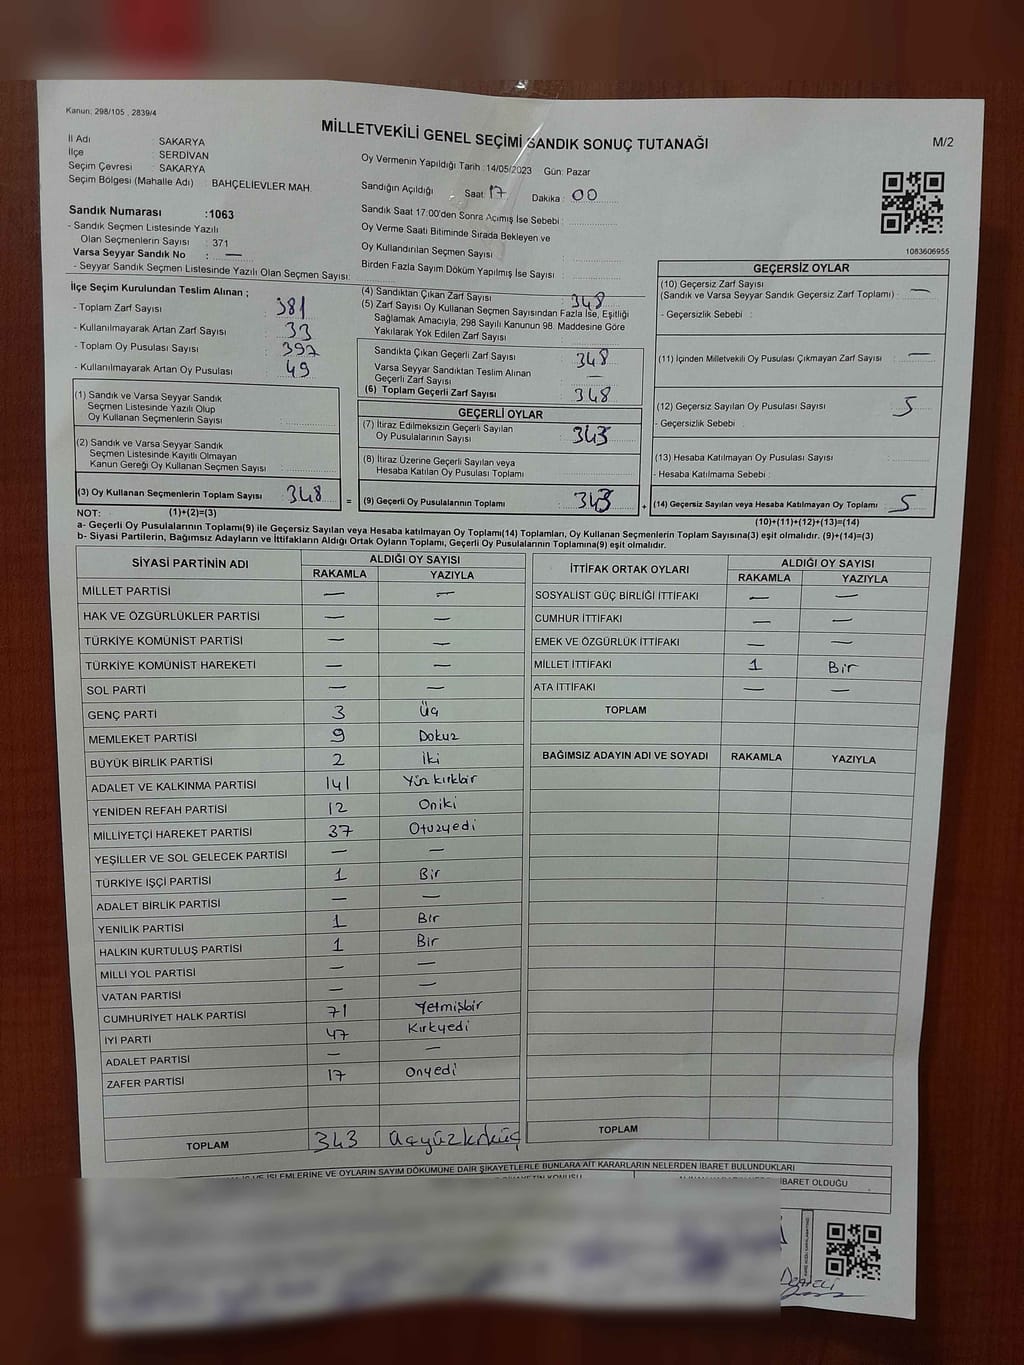 Kanun: 298/105 , 2839/4
MİLLETVEKİLİ GENEL SEÇİMİ SANDIK SONUÇ TUTANAĞI
M/2
İl Adı SAKARYA
İlçe SERDİVAN
Seçim Çevresi SAKARYA
Seçim Bölgesi (Mahalle Adı) : BAHÇELİEVLER MAH.
Oy Vermenin Yapıldığı Tarih : 14/05/2023 Gün: Pazar
Sandığın Açıldığı Saat : 17 Dakika : 00
Sandık Saat 17:00'den Sonra Açımış İse Sebebi :
Oy Verme Saati Bitiminde Sırada Bekleyen ve
Oy Kullandırılan Seçmen Sayısı :
Birden Fazla Sayım Döküm Yapılmış İse Sayısı :
1083606955
Sandık Numarası :1063
- Sandık Seçmen Listesinde Yazılı
Olan Seçmenlerin Sayısı : 371
Varsa Seyyar Sandık No : —
- Seyyar Sandık Seçmen Listesinde Yazılı Olan Seçmen Sayısı:
İlçe Seçim Kurulundan Teslim Alınan ;
- Toplam Zarf Sayısı : 381
- Kullanılmayarak Artan Zarf Sayısı : 33
- Toplam Oy Pusulası Sayısı : 397
- Kullanılmayarak Artan Oy Pusulası : 49
(1) Sandık ve Varsa Seyyar Sandık
Seçmen Listesinde Yazılı Olup
Oy Kullanan Seçmenlerin Sayısı :
(2) Sandık ve Varsa Seyyar Sandık
Seçmen Listesinde Kayıtlı Olmayan
Kanun Gereği Oy Kullanan Seçmen Sayısı :
(3) Oy Kullanan Seçmenlerin Toplam Sayısı : 348 =
(4) Sandıktan Çıkan Zarf Sayısı : 348
(5) Zarf Sayısı Oy Kullanan Seçmen Sayısından Fazla İse, Eşitliği
Sağlamak Amacıyla, 298 Sayılı Kanunun 98. Maddesine Göre
Yakılarak Yok Edilen Zarf Sayısı :
Sandıkta Çıkan Geçerli Zarf Sayısı : 348
Varsa Seyyar Sandıktan Teslim Alınan
Geçerli Zarf Sayısı : —
(6) Toplam Geçerli Zarf Sayısı : 348
GEÇERLİ OYLAR
(7) İtiraz Edilmeksizin Geçerli Sayılan
Oy Pusulalarının Sayısı : 343
(8) İtiraz Üzerine Geçerli Sayılan veya
Hesaba Katılan Oy Pusulası Toplamı :
(9) Geçerli Oy Pusulalarının Toplamı : 343 +
GEÇERSİZ OYLAR
(10) Geçersiz Zarf Sayısı
(Sandık ve Varsa Seyyar Sandık Geçersiz Zarf Toplamı) : —
- Geçersizlik Sebebi :
(11) İçinden Milletvekili Oy Pusulası Çıkmayan Zarf Sayısı : —
(12) Geçersiz Sayılan Oy Pusulası Sayısı : 5
- Geçersizlik Sebebi :
(13) Hesaba Katılmayan Oy Pusulası Sayısı :
- Hesaba Katılmama Sebebi :
(14) Geçersiz Sayılan veya Hesaba Katılmayan Oy Toplamı : 5
NOT: (1)+(2)=(3)
(10)+(11)+(12)+(13)=(14)
a- Geçerli Oy Pusulalarının Toplamı(9) ile Geçersiz Sayılan veya Hesaba katılmayan Oy Toplamı(14) Toplamları, Oy Kullanan Seçmenlerin Toplam Sayısına(3) eşit olmalıdır. (9)+(14)=(3)
b- Siyasi Partilerin, Bağımsız Adayların ve İttifakların Aldığı Ortak Oyların Toplamı, Geçerli Oy Pusulalarının Toplamına(9) eşit olmalıdır.
SİYASİ PARTİNİN ADI ALDIĞI OY SAYISI
RAKAMLA YAZIYLA
MİLLET PARTİSİ — —
HAK VE ÖZGÜRLÜKLER PARTİSİ — —
TÜRKİYE KOMÜNİST PARTİSİ — —
TÜRKİYE KOMÜNİST HAREKETİ — —
SOL PARTİ — —
GENÇ PARTİ 3 Üç
MEMLEKET PARTİSİ 9 Dokuz
BÜYÜK BİRLİK PARTİSİ 2 İki
ADALET VE KALKINMA PARTİSİ 141 Yüzkırkbir
YENİDEN REFAH PARTİSİ 12 Oniki
MİLLİYETÇİ HAREKET PARTİSİ 37 Otuzyedi
YEŞİLLER VE SOL GELECEK PARTİSİ — —
TÜRKİYE İŞÇİ PARTİSİ 1 Bir
ADALET BİRLİK PARTİSİ — —
YENİLİK PARTİSİ 1 Bir
HALKIN KURTULUŞ PARTİSİ 1 Bir
MİLLİ YOL PARTİSİ — —
VATAN PARTİSİ — —
CUMHURİYET HALK PARTİSİ 71 Yetmişbir
İYİ PARTİ 47 Kırkyedi
ADALET PARTİSİ — —
ZAFER PARTİSİ 17 Onyedi
TOPLAM 343 üçyüzkırküç
İTTİFAK ORTAK OYLARI ALDIĞI OY SAYISI
RAKAMLA YAZIYLA
SOSYALİST GÜÇ BİRLİĞİ İTTİFAKI — —
CUMHUR İTTİFAKI — —
EMEK VE ÖZGÜRLÜK İTTİFAKI — —
MİLLET İTTİFAKI 1 Bir
ATA İTTİFAKI — —
TOPLAM
BAĞIMSIZ ADAYIN ADI VE SOYADI RAKAMLA YAZIYLA
TOPLAM
İŞLEMLERİNE VE OYLARIN SAYIM DÖKÜMÜNE DAİR ŞİKAYETLERLE BUNLARA AİT KARARLARIN NELERDEN İBARET BULUNDUKLARI
İBARET OLDUĞU